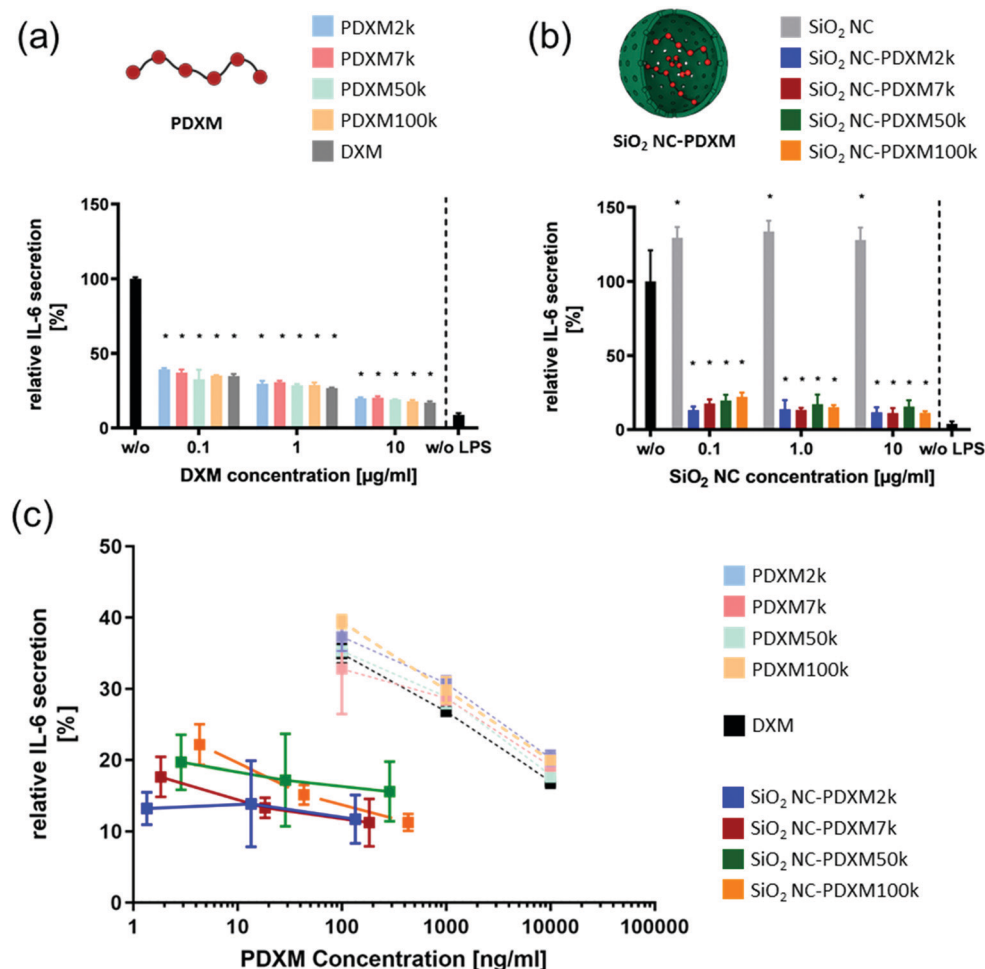 (a)
PDXM
PDXM2k
PDXM7k
PDXM50k
PDXM100k
DXM
relative IL-6 secretion
[%]
150
100
50
0
w/o
0.1
1
10
w/o LPS
* * * * *
* * * * *
* * * * *
DXM concentration [µg/ml]
(b)
SiO₂ NC-PDXM
SiO₂ NC
SiO₂ NC-PDXM2k
SiO₂ NC-PDXM7k
SiO₂ NC-PDXM50k
SiO₂ NC-PDXM100k
relative IL-6 secretion
[%]
150
100
50
0
* * *
* * * *
* * * *
* * * *
w/o
0.1
1.0
10
w/o LPS
SiO₂ NC concentration [µg/ml]
(c)
relative IL-6 secretion
[%]
50
40
30
20
10
0
1
10
100
1000
10000
100000
PDXM Concentration [ng/ml]
PDXM2k
PDXM7k
PDXM50k
PDXM100k
DXM
SiO₂ NC-PDXM2k
SiO₂ NC-PDXM7k
SiO₂ NC-PDXM50k
SiO₂ NC-PDXM100k